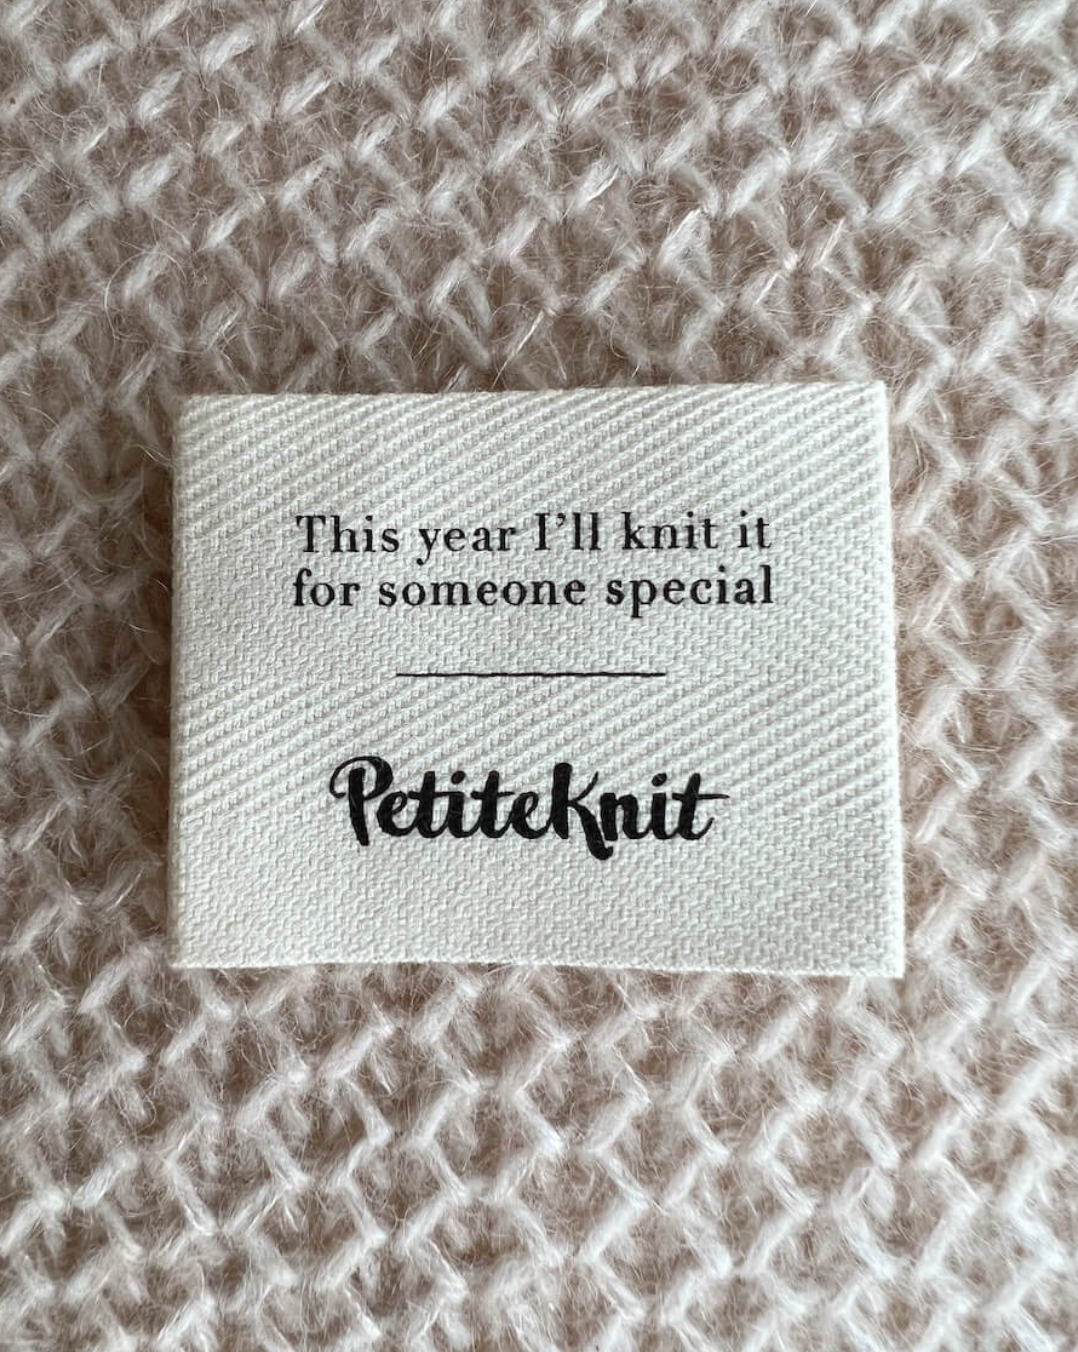 This year I’ll knit it
for someone special
PetiteKnit